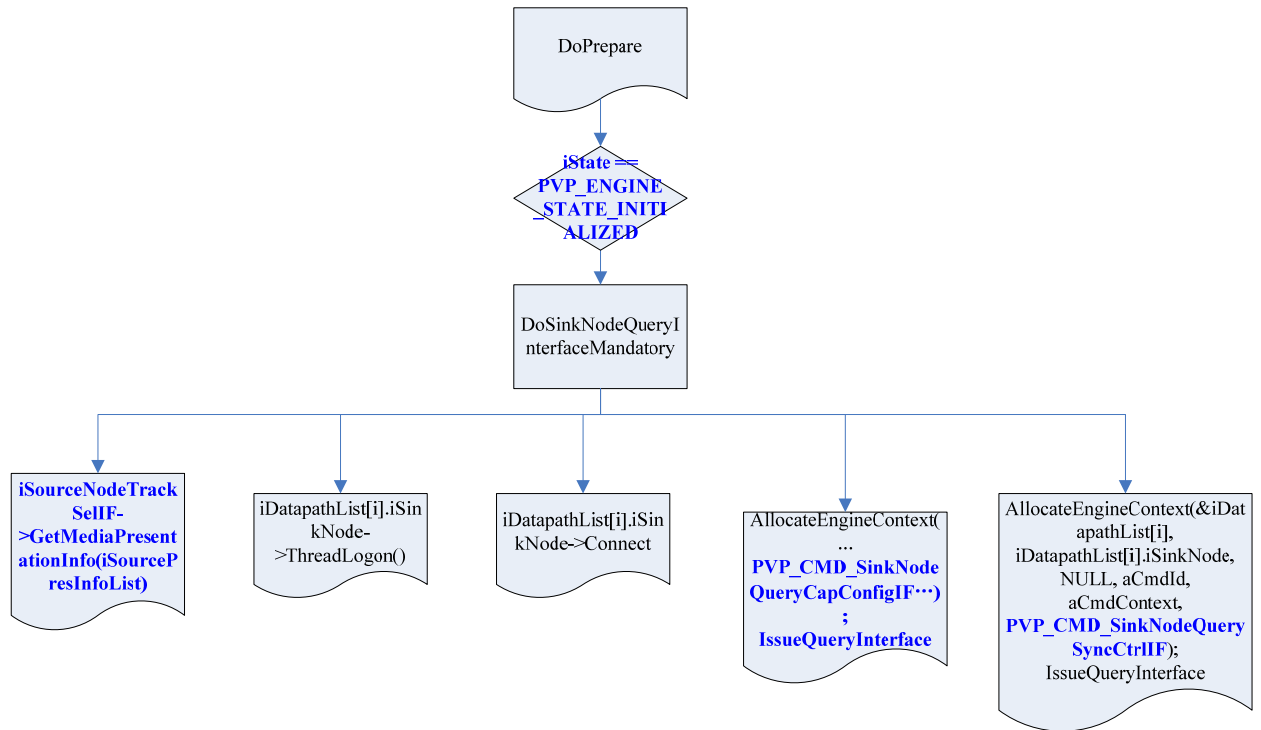 DoPrepare
iState ==
PVP_ENGINE
_STATE_INITI
ALIZED
DoSinkNodeQueryI
nterfaceMandatory
iSourceNodeTrack
SelIF-
>GetMediaPresent
ationInfo(iSourceP
resInfoList)
iDatapathList[i].iSin
kNode-
>ThreadLogon()
iDatapathList[i].iSin
kNode->Connect
AllocateEngineContext(
...
PVP_CMD_SinkNode
QueryCapConfigIF···)
;
IssueQueryInterface
AllocateEngineContext(&iDat
apathList[i],
iDatapathList[i].iSinkNode,
NULL, aCmdId,
aCmdContext,
PVP_CMD_SinkNodeQuery
SyncCtrlIF);
IssueQueryInterface